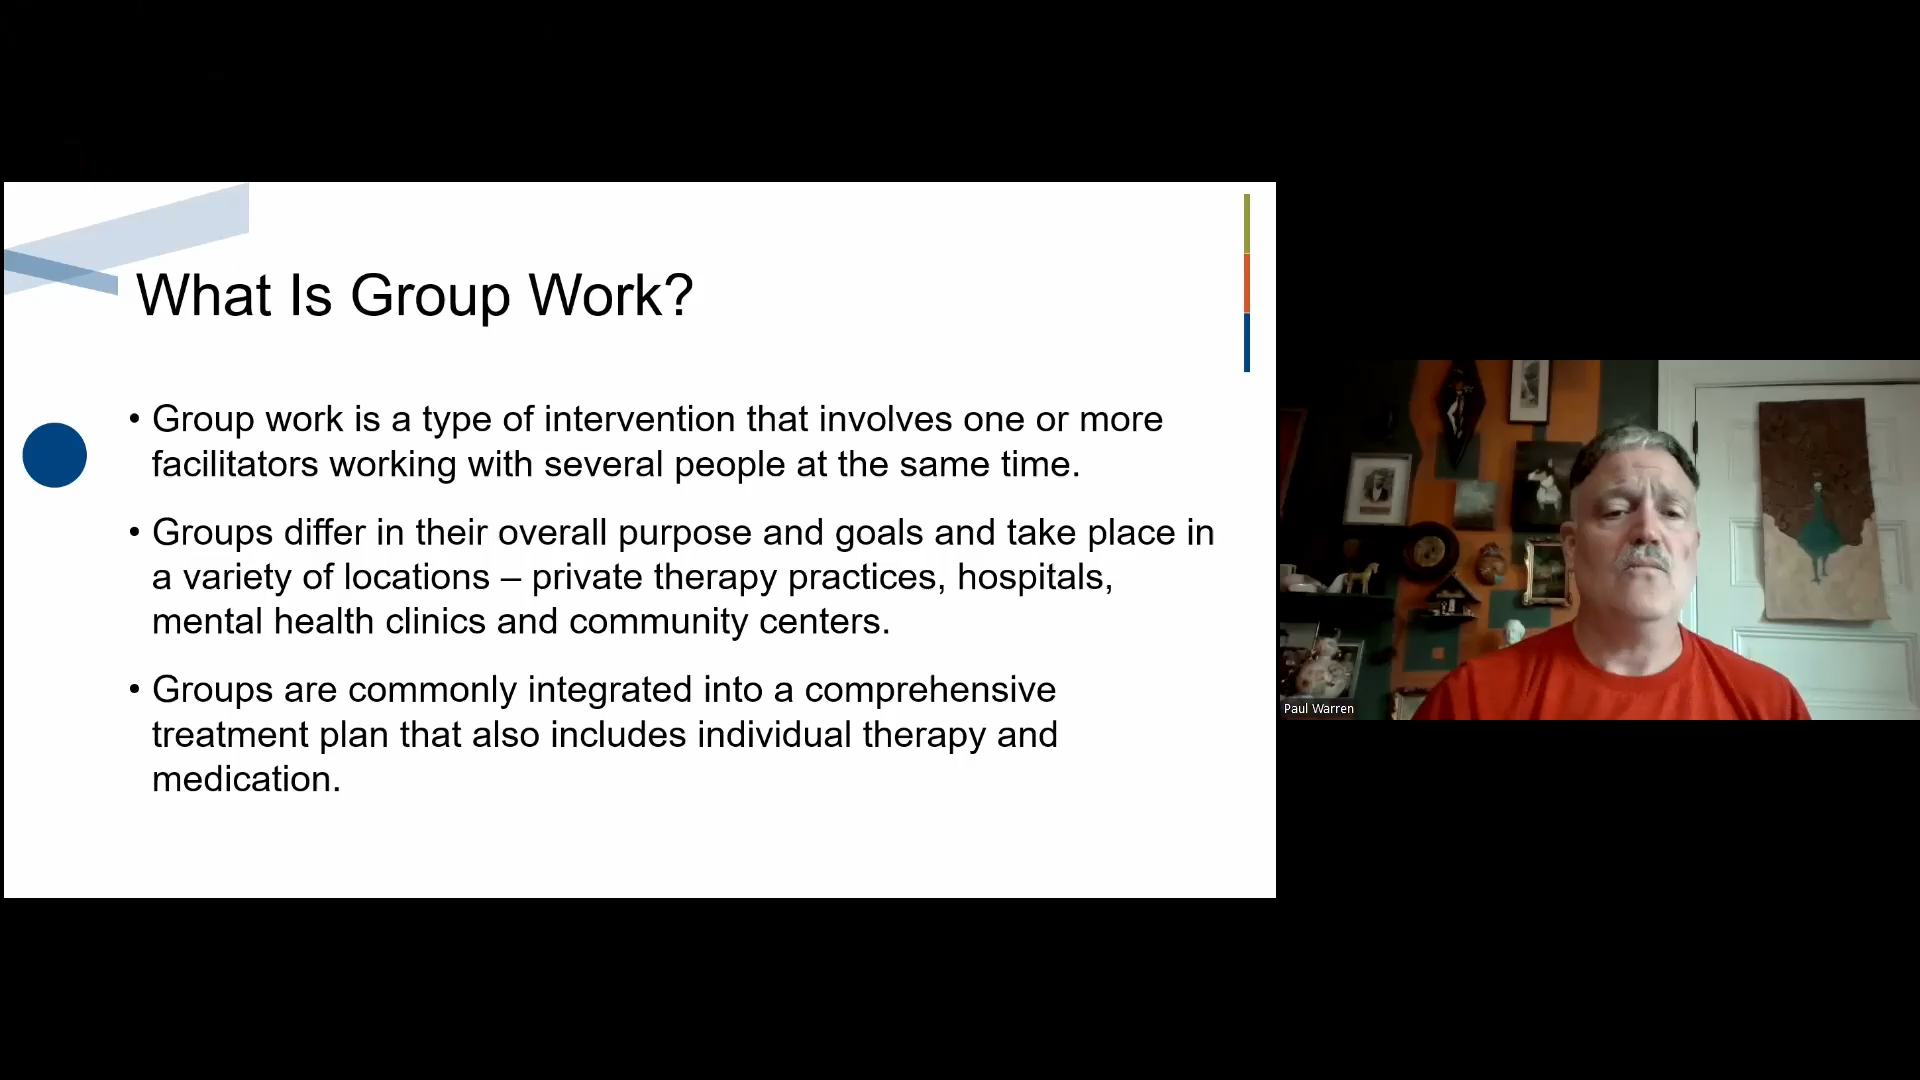 What Is Group Work?
• Group work is a type of intervention that involves one or more
facilitators working with several people at the same time.
• Groups differ in their overall purpose and goals and take place in
a variety of locations – private therapy practices, hospitals,
mental health clinics and community centers.
• Groups are commonly integrated into a comprehensive
treatment plan that also includes individual therapy and
medication.
Paul Warren